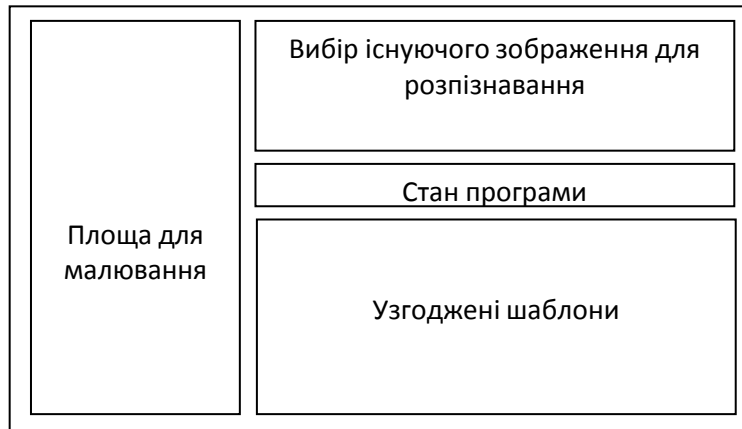 Площа для
малювання
Вибір існуючого зображення для
розпізнавання
Стан програми
Узгоджені шаблони